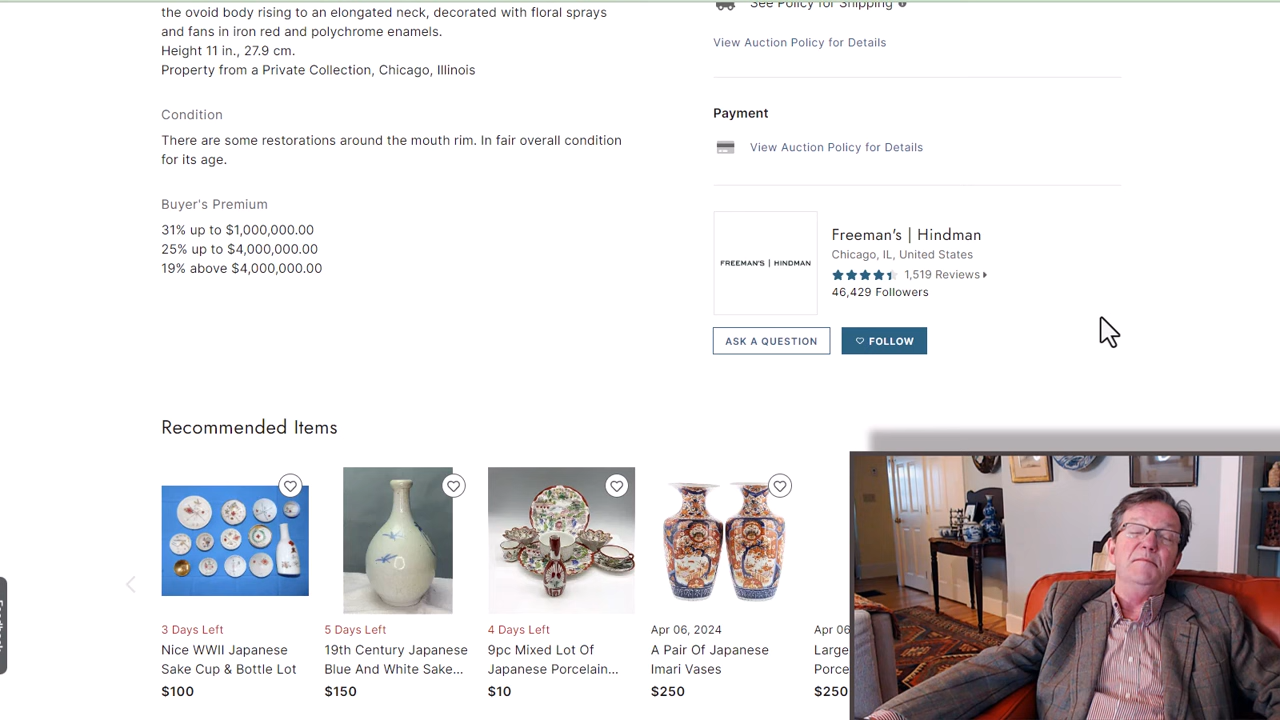 the ovoid body rising to an elongated neck, decorated with floral sprays
and fans in iron red and polychrome enamels.
Height 11 in., 27.9 cm.
Property from a Private Collection, Chicago, Illinois
Condition
There are some restorations around the mouth rim. In fair overall condition
for its age.
Buyer's Premium
31% up to $1,000,000.00
25% up to $4,000,000.00
19% above $4,000,000.00
See Policy for Shipping
View Auction Policy for Details
Payment
View Auction Policy for Details
FREEMAN'S | HINDMAN
Freeman's | Hindman
Chicago, IL, United States
1,519 Reviews
46,429 Followers
ASK A QUESTION
FOLLOW
Recommended Items
3 Days Left
Nice WWII Japanese
Sake Cup & Bottle Lot
$100
5 Days Left
19th Century Japanese
Blue And White Sake...
$150
4 Days Left
9pc Mixed Lot Of
Japanese Porcelain...
$10
Apr 06, 2024
A Pair Of Japanese
Imari Vases
$250
Apr 06
Large
Porce
$250